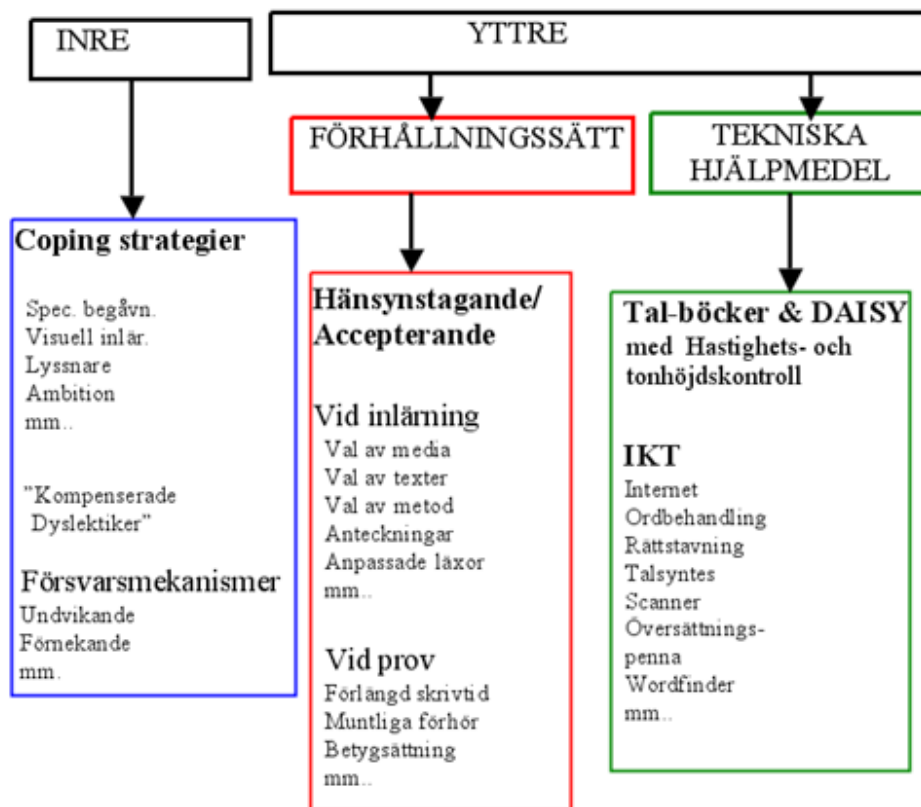 INRE
YTTRE
FÖRHÅLLNINGSSÄTT
TEKNISKA
HJÄLPMEDEL
Coping strategier
Spec. begåvn.
Visuell inlär.
Lyssnare
Ambition
mm..
"Kompenserade
Dyslektiker"
Försvarsmekanismer
Undvikande
Förnekande
mm.
Hänsynstagande/
Accepterande
Vid inlärning
Val av media
Val av texter
Val av metod
Anteckningar
Anpassade läxor
mm..
Vid prov
Förlängd skrivtid
Muntliga förhör
Betygsättning
mm..
Tal-böcker & DAISY
med Hastighets- och
tonhöjdskontroll
IKT
Internet
Ordbehandling
Rättstavning
Talsyntes
Scanner
Översättnings-
penna
Wordfinder
mm..